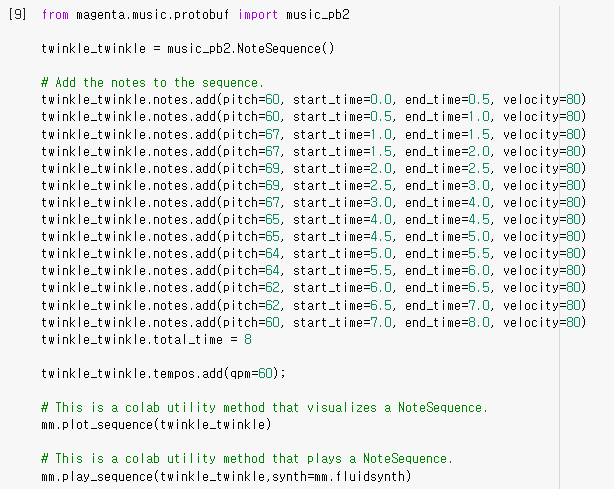 [9] from magenta.music.protobuf import music_pb2
twinkle_twinkle = music_pb2.NoteSequence()
# Add the notes to the sequence.
twinkle_twinkle.notes.add(pitch=60, start_time=0.0, end_time=0.5, velocity=80)
twinkle_twinkle.notes.add(pitch=60, start_time=0.5, end_time=1.0, velocity=80)
twinkle_twinkle.notes.add(pitch=67, start_time=1.0, end_time=1.5, velocity=80)
twinkle_twinkle.notes.add(pitch=67, start_time=1.5, end_time=2.0, velocity=80)
twinkle_twinkle.notes.add(pitch=69, start_time=2.0, end_time=2.5, velocity=80)
twinkle_twinkle.notes.add(pitch=69, start_time=2.5, end_time=3.0, velocity=80)
twinkle_twinkle.notes.add(pitch=67, start_time=3.0, end_time=4.0, velocity=80)
twinkle_twinkle.notes.add(pitch=65, start_time=4.0, end_time=4.5, velocity=80)
twinkle_twinkle.notes.add(pitch=65, start_time=4.5, end_time=5.0, velocity=80)
twinkle_twinkle.notes.add(pitch=64, start_time=5.0, end_time=5.5, velocity=80)
twinkle_twinkle.notes.add(pitch=64, start_time=5.5, end_time=6.0, velocity=80)
twinkle_twinkle.notes.add(pitch=62, start_time=6.0, end_time=6.5, velocity=80)
twinkle_twinkle.notes.add(pitch=62, start_time=6.5, end_time=7.0, velocity=80)
twinkle_twinkle.notes.add(pitch=60, start_time=7.0, end_time=8.0, velocity=80)
twinkle_twinkle.total_time = 8
twinkle_twinkle.tempos.add(qpm=60);
# This is a colab utility method that visualizes a NoteSequence.
mm.plot_sequence(twinkle_twinkle)
# This is a colab utility method that plays a NoteSequence.
mm.play_sequence(twinkle_twinkle,synth=mm.fluidsynth)